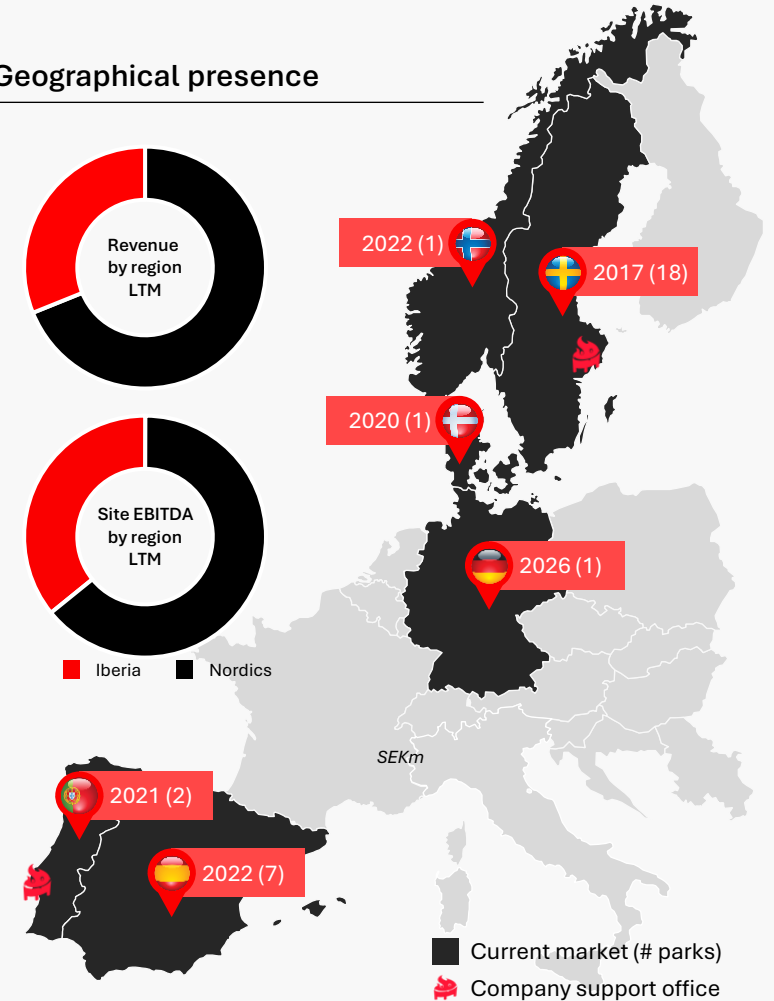 Geographical presence
Revenue
by region
LTM
2022 (1)
2017 (18)
2020 (1)
Site EBITDA
by region
LTM
2026 (1)
Iberia
Nordics
SEKm
2021 (2)
2022 (7)
Current market (# parks)
Company support office